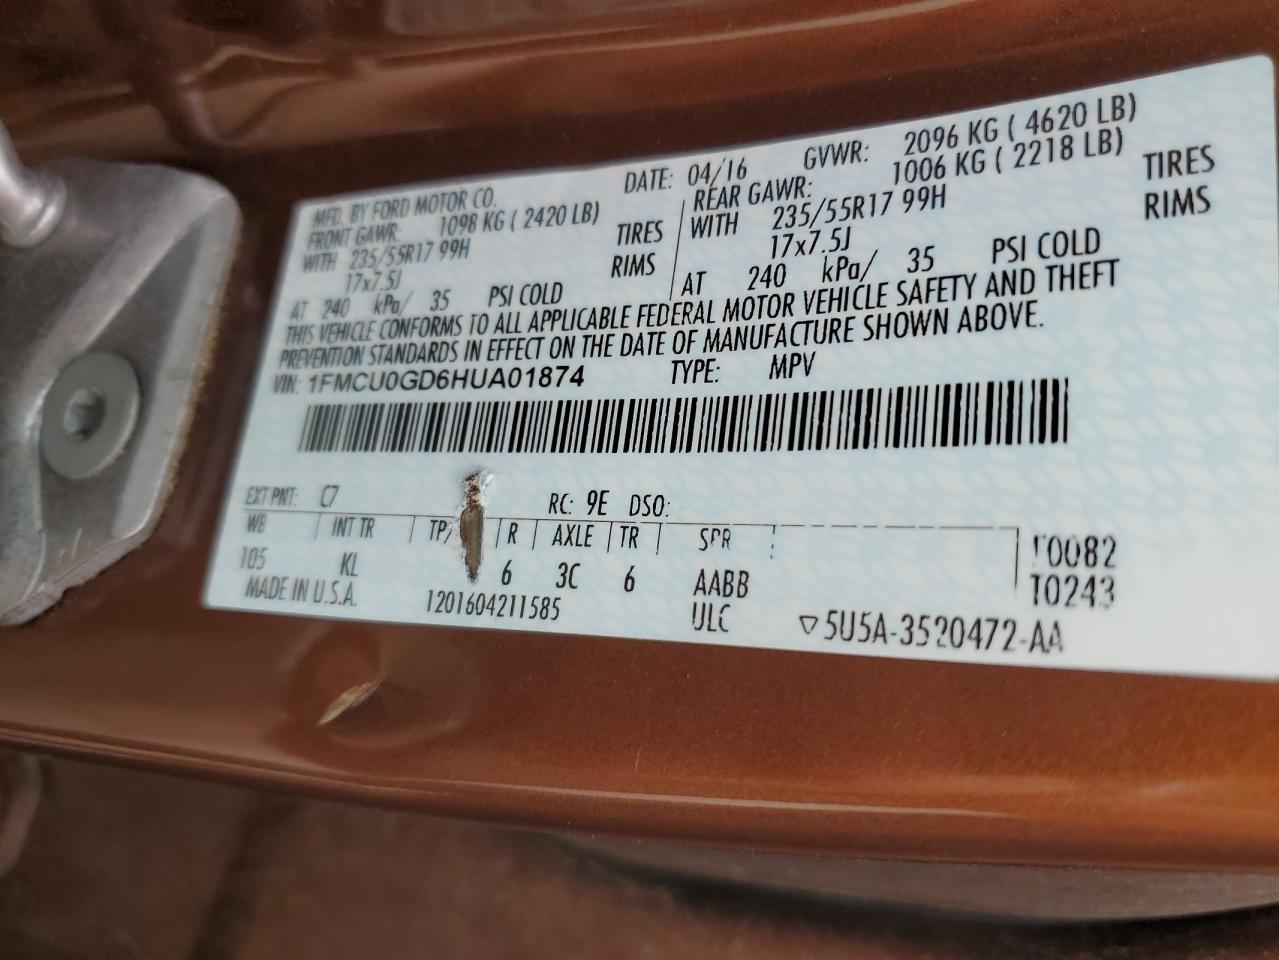 MFD. BY FORD MOTOR CO. DATE: 04/16 GVWR: 2096 KG ( 4620 LB)
FRONT GAWR: 1098 KG ( 2420 LB) REAR GAWR: 1006 KG ( 2218 LB)
WITH 235/55R17 99H TIRES WITH 235/55R17 99H TIRES
17x7.5J RIMS 17x7.5J RIMS
AT 240 kPa/ 35 PSI COLD AT 240 kPa/ 35 PSI COLD
THIS VEHICLE CONFORMS TO ALL APPLICABLE FEDERAL MOTOR VEHICLE SAFETY AND THEFT
PREVENTION STANDARDS IN EFFECT ON THE DATE OF MANUFACTURE SHOWN ABOVE.
VIN: 1FMCU0GD6HUA01874 TYPE: MPV
EXT PNT: C7 RC: 9E DSO:
WB INT TR TP/ R AXLE TR SPR
105 KL 6 3C 6 AABB
T0082
T0243
MADE IN U.S.A. 1201604211585 ULC ▽5U5A-3520472-AA